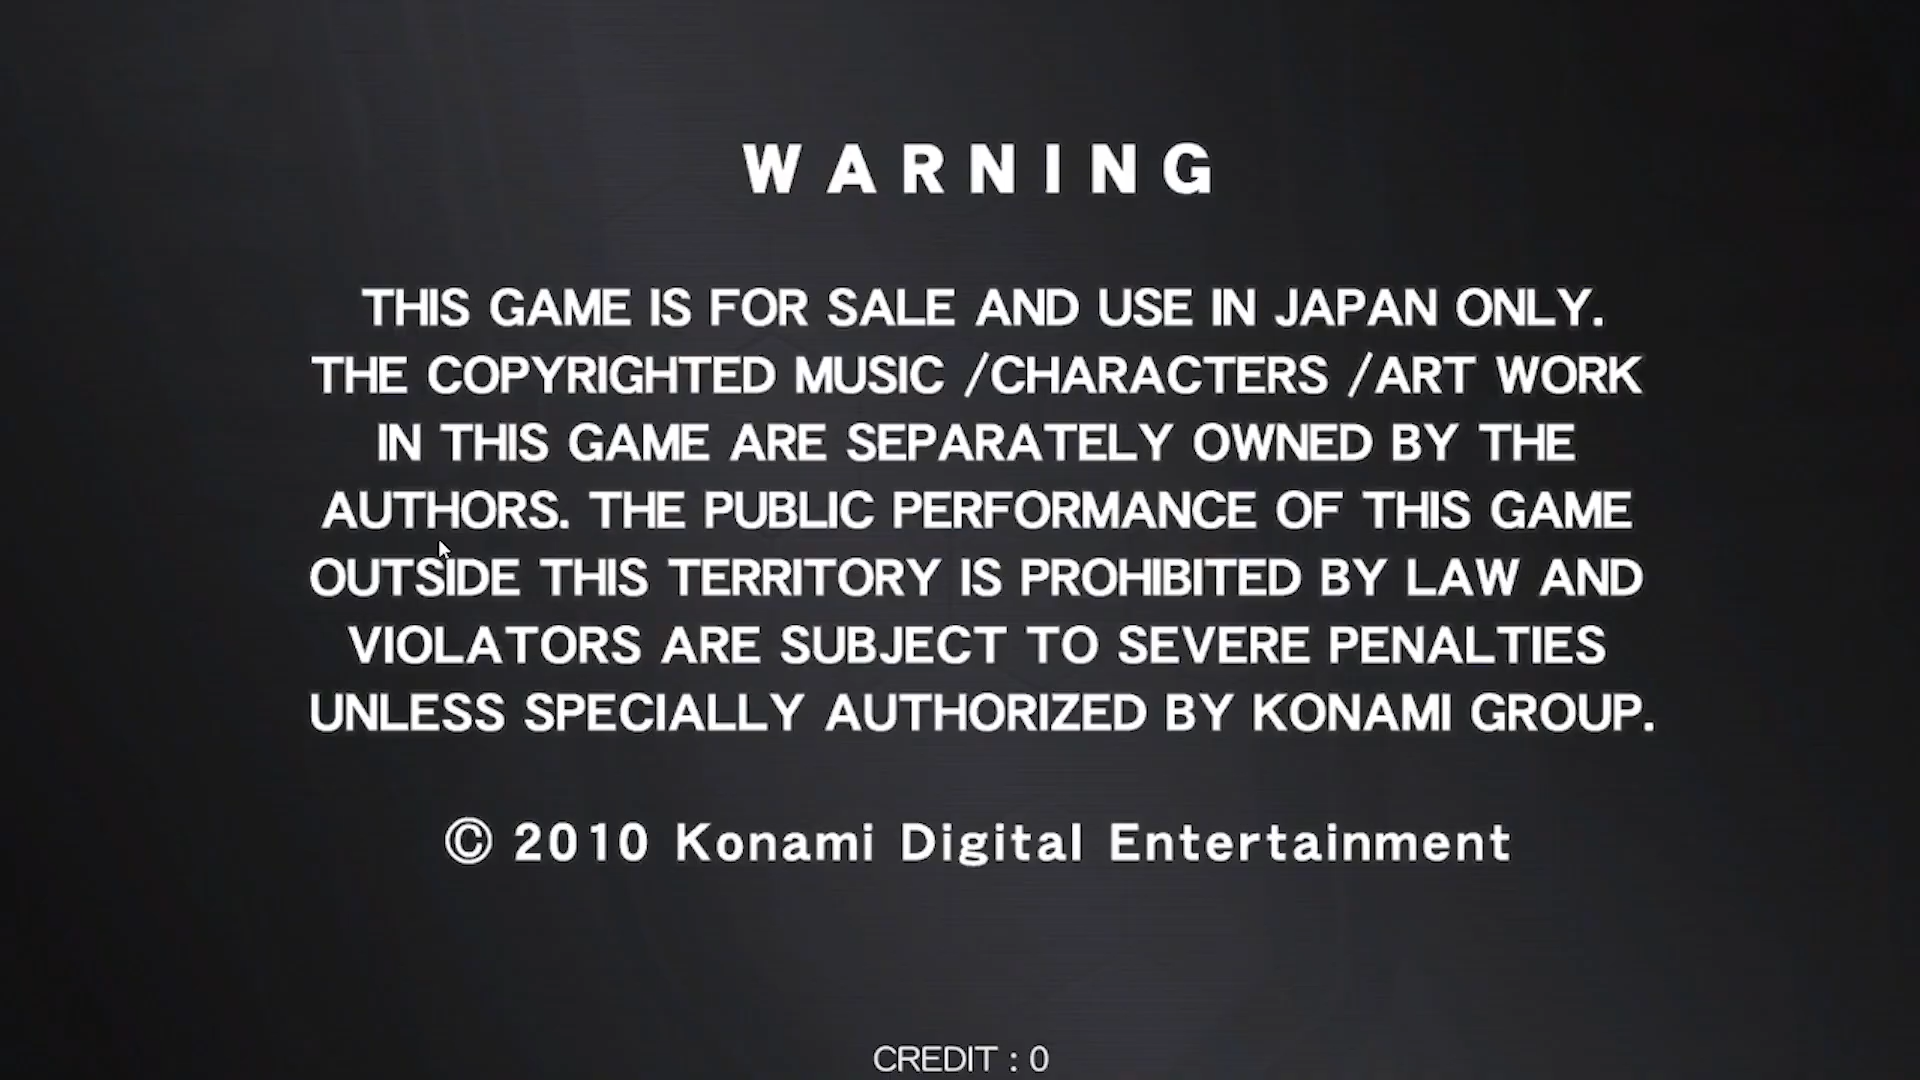 WARNING
THIS GAME IS FOR SALE AND USE IN JAPAN ONLY.
THE COPYRIGHTED MUSIC /CHARACTERS /ART WORK
IN THIS GAME ARE SEPARATELY OWNED BY THE
AUTHORS. THE PUBLIC PERFORMANCE OF THIS GAME
OUTSIDE THIS TERRITORY IS PROHIBITED BY LAW AND
VIOLATORS ARE SUBJECT TO SEVERE PENALTIES
UNLESS SPECIALLY AUTHORIZED BY KONAMI GROUP.
© 2010 Konami Digital Entertainment
CREDIT : 0